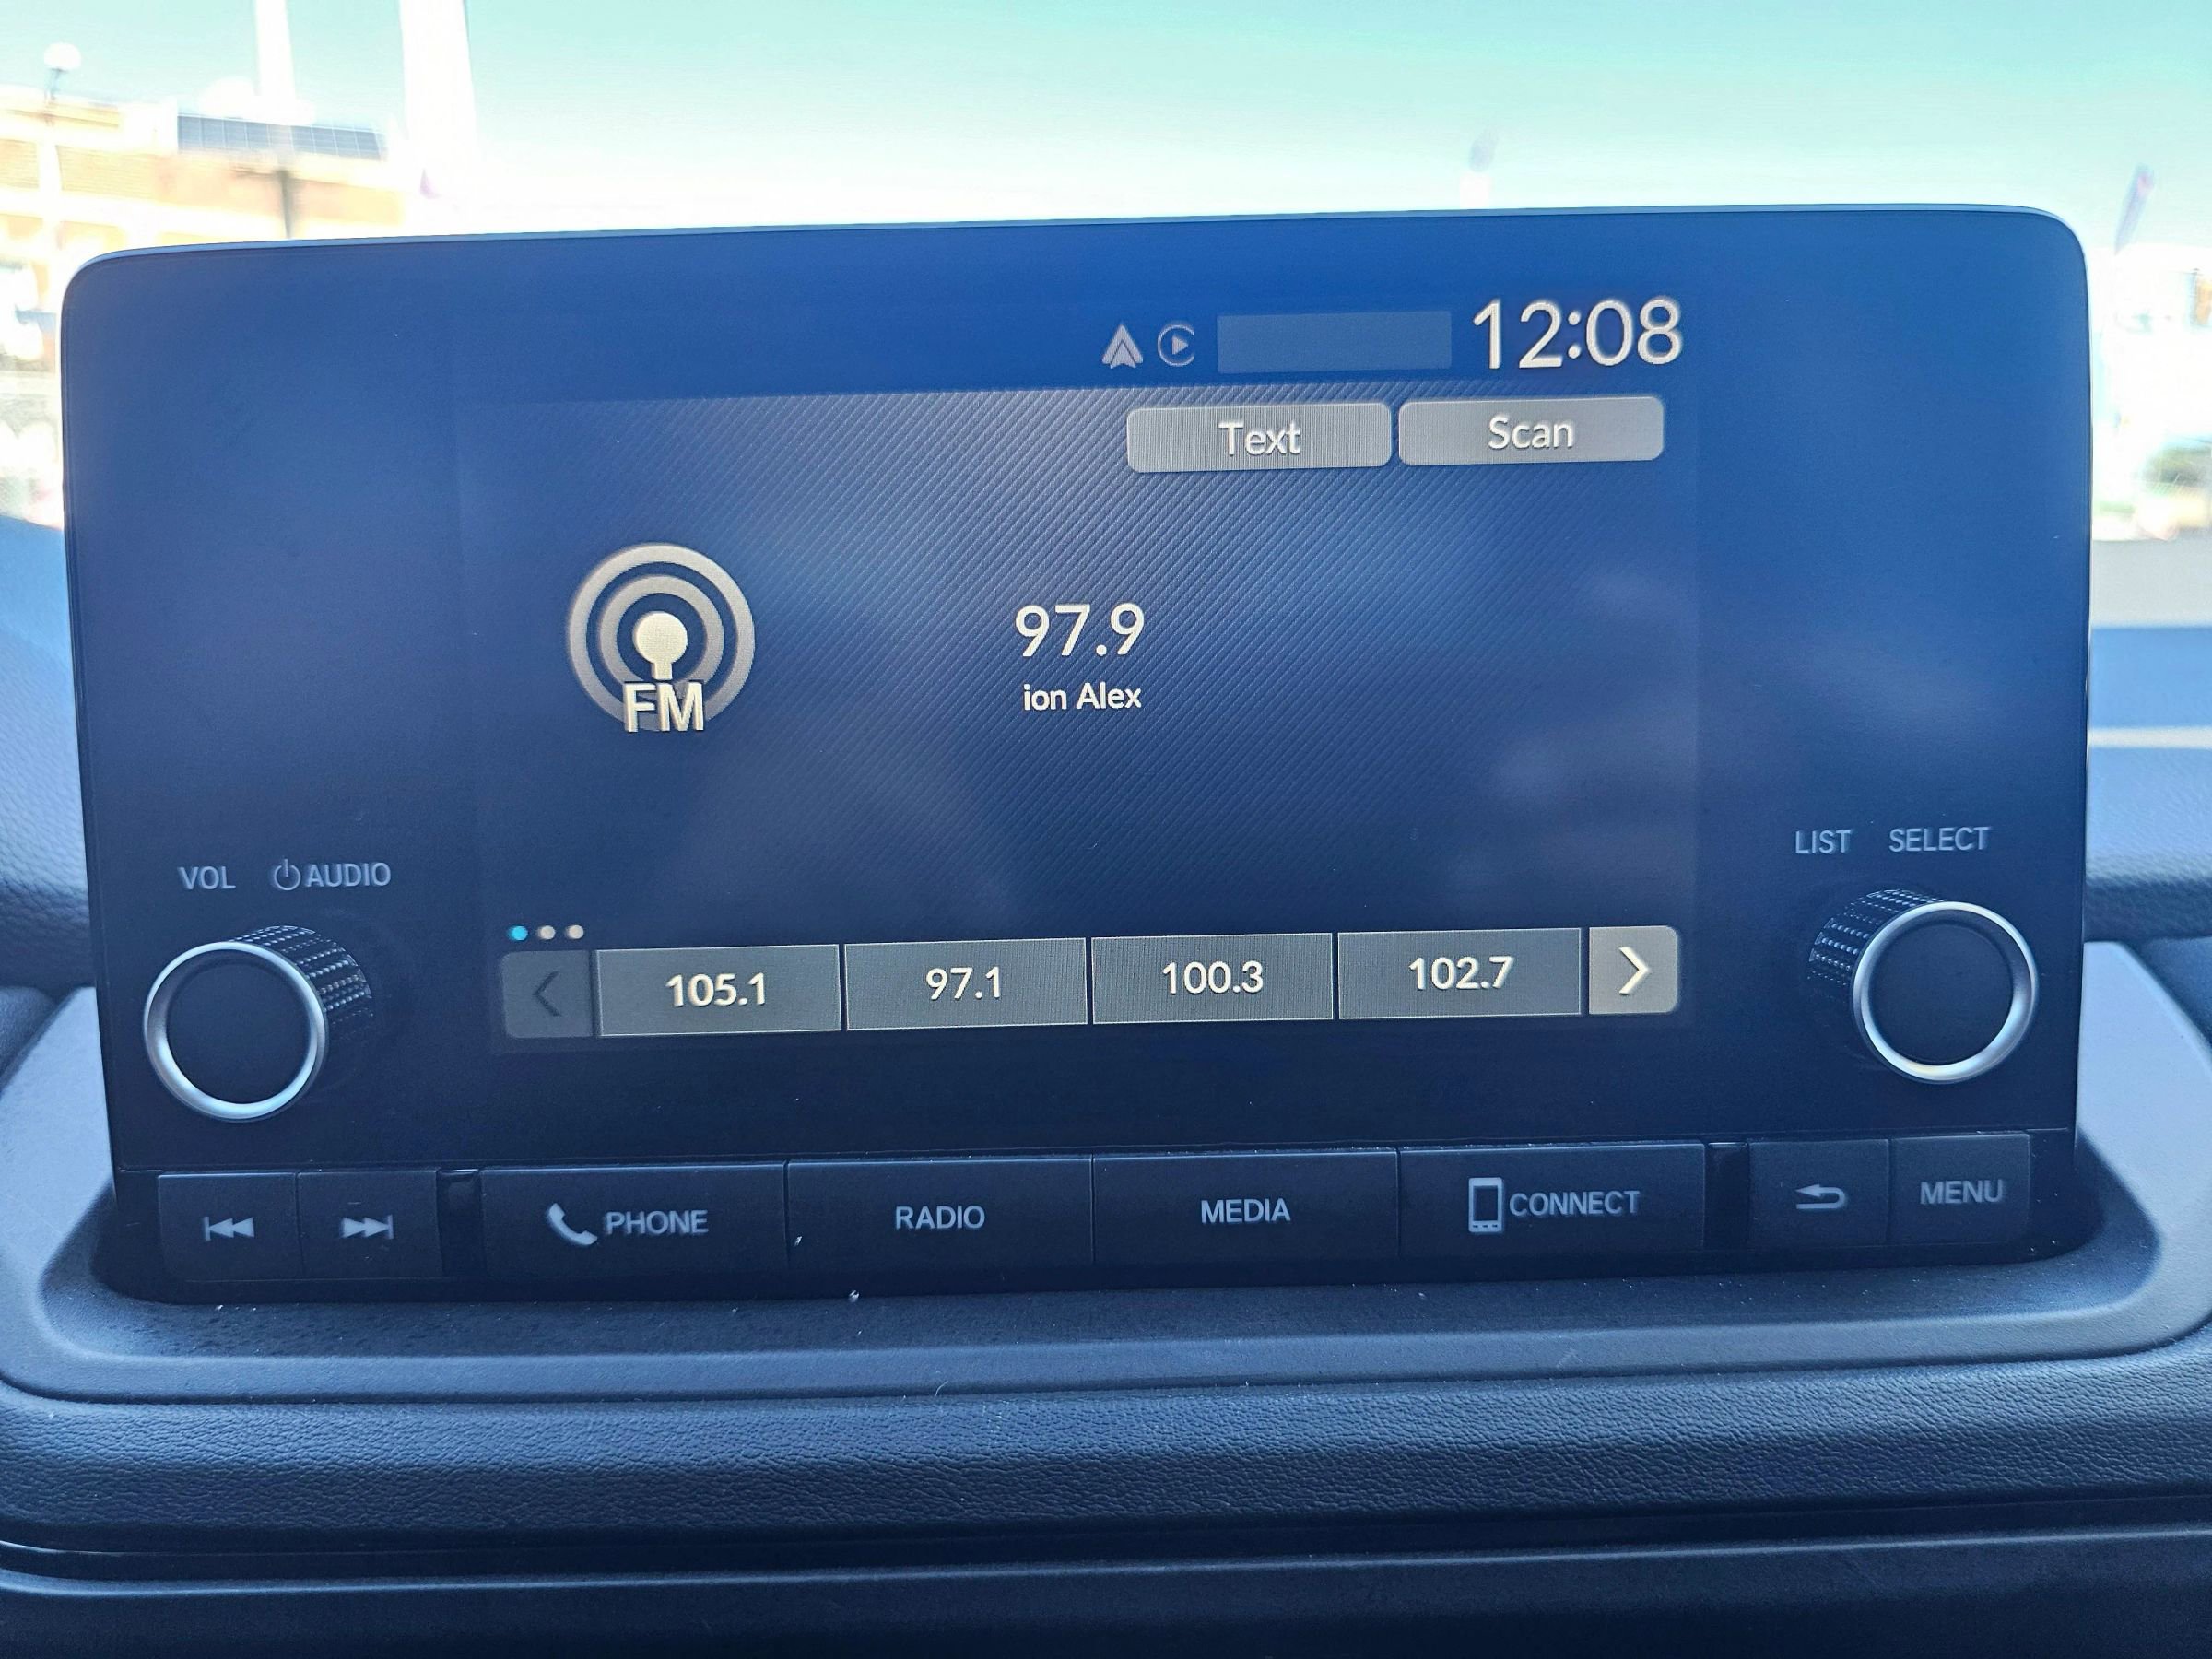 12:08
Text Scan
FM
97.9
ion Alex
VOL AUDIO
LIST SELECT
105.1 97.1 100.3 102.7
PHONE RADIO MEDIA CONNECT MENU